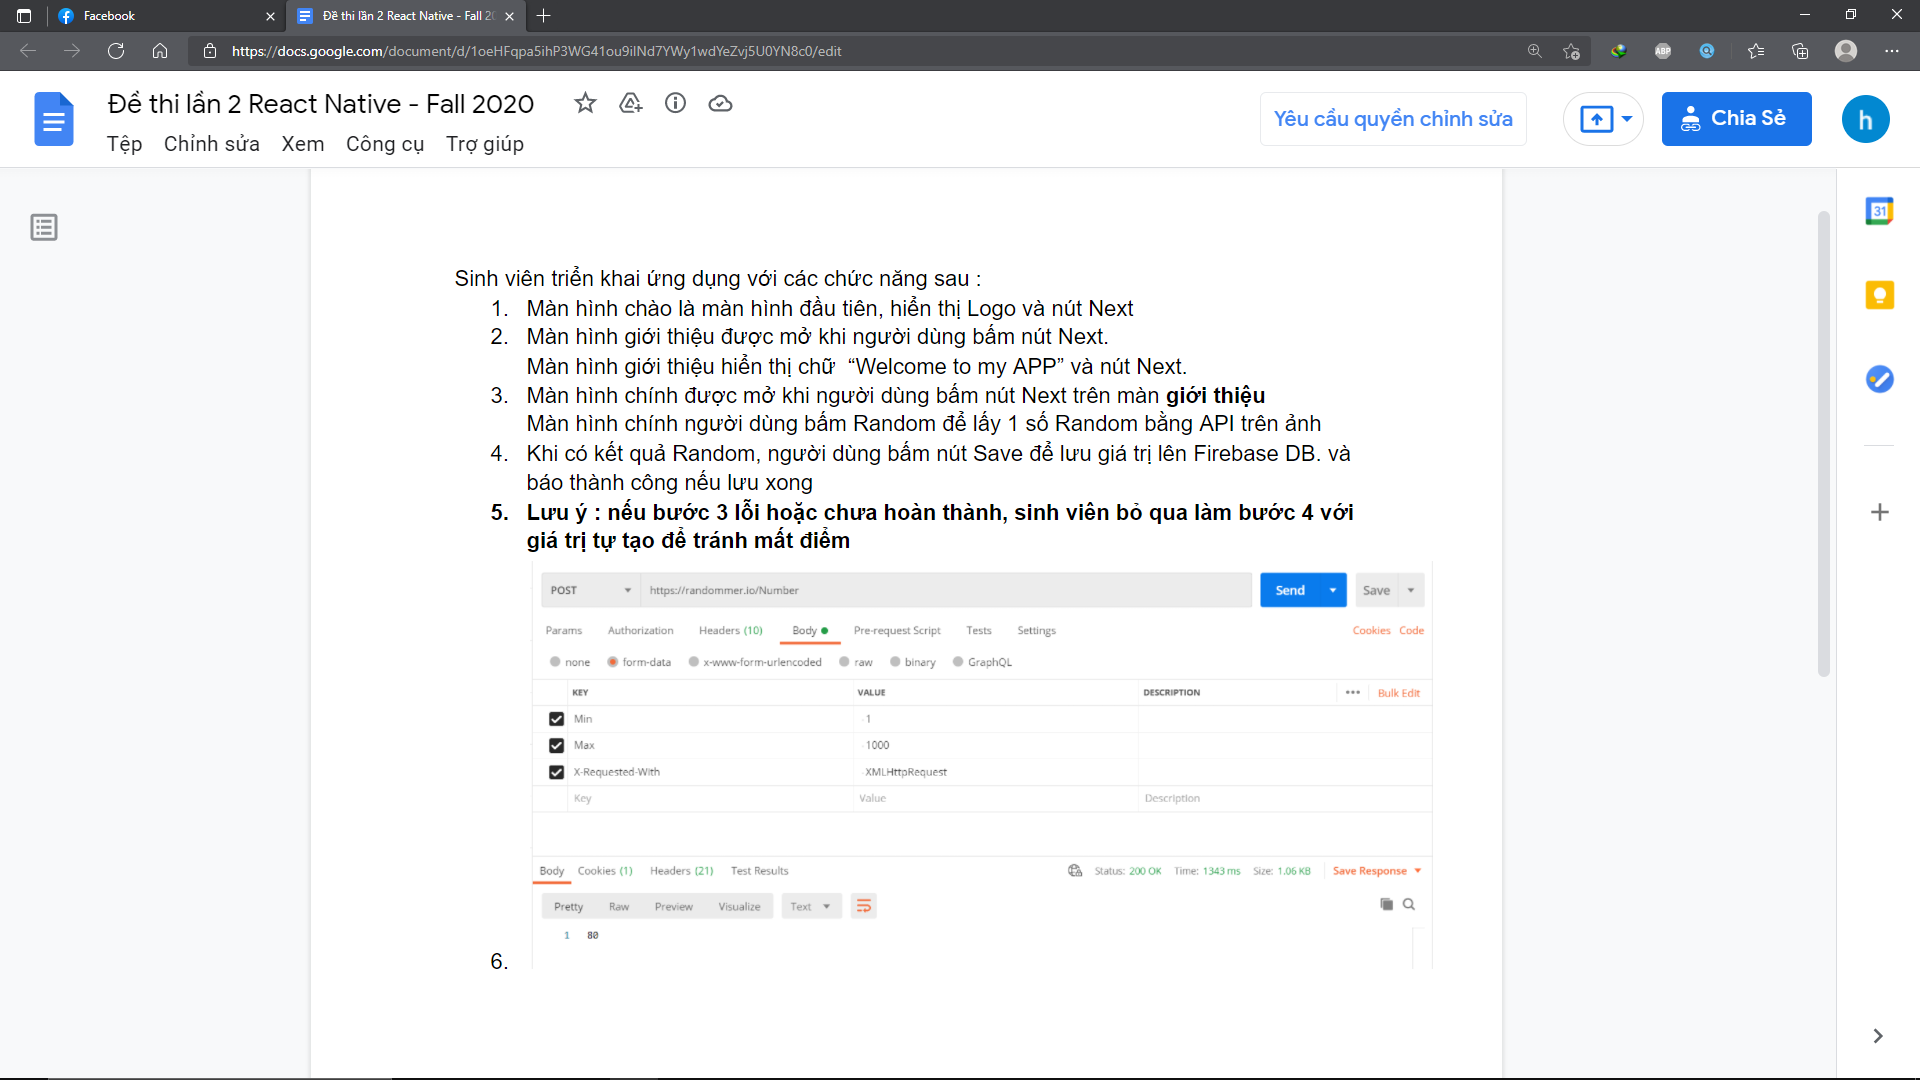 Facebook
Đề thi lần 2 React Native - Fall 20
https://docs.google.com/document/d/1oeHFqpa5ihP3WG41ou9ilNd7YWy1wdYeZvj5U0YN8c0/edit
ABP
Đề thi lần 2 React Native - Fall 2020
Tệp Chỉnh sửa Xem Công cụ Trợ giúp
Yêu cầu quyền chỉnh sửa
Chia Sẻ
h
31
Sinh viên triển khai ứng dụng với các chức năng sau :
1. Màn hình chào là màn hình đầu tiên, hiển thị Logo và nút Next
2. Màn hình giới thiệu được mở khi người dùng bấm nút Next.
Màn hình giới thiệu hiển thị chữ “Welcome to my APP” và nút Next.
3. Màn hình chính được mở khi người dùng bấm nút Next trên màn giới thiệu
Màn hình chính người dùng bấm Random để lấy 1 số Random bằng API trên ảnh
4. Khi có kết quả Random, người dùng bấm nút Save để lưu giá trị lên Firebase DB. và
báo thành công nếu lưu xong
5. Lưu ý : nếu bước 3 lỗi hoặc chưa hoàn thành, sinh viên bỏ qua làm bước 4 với
giá trị tự tạo để tránh mất điểm
POST https://randommer.io/Number Send Save
Params Authorization Headers (10) Body Pre-request Script Tests Settings Cookies Code
none form-data x-www-form-urlencoded raw binary GraphQL
KEY VALUE DESCRIPTION Bulk Edit
Min 1
Max 1000
X-Requested-With XMLHttpRequest
Key Value Description
Body Cookies (1) Headers (21) Test Results Status: 200 OK Time: 1343 ms Size: 1.06 KB Save Response
Pretty Raw Preview Visualize Text
1 80
6.